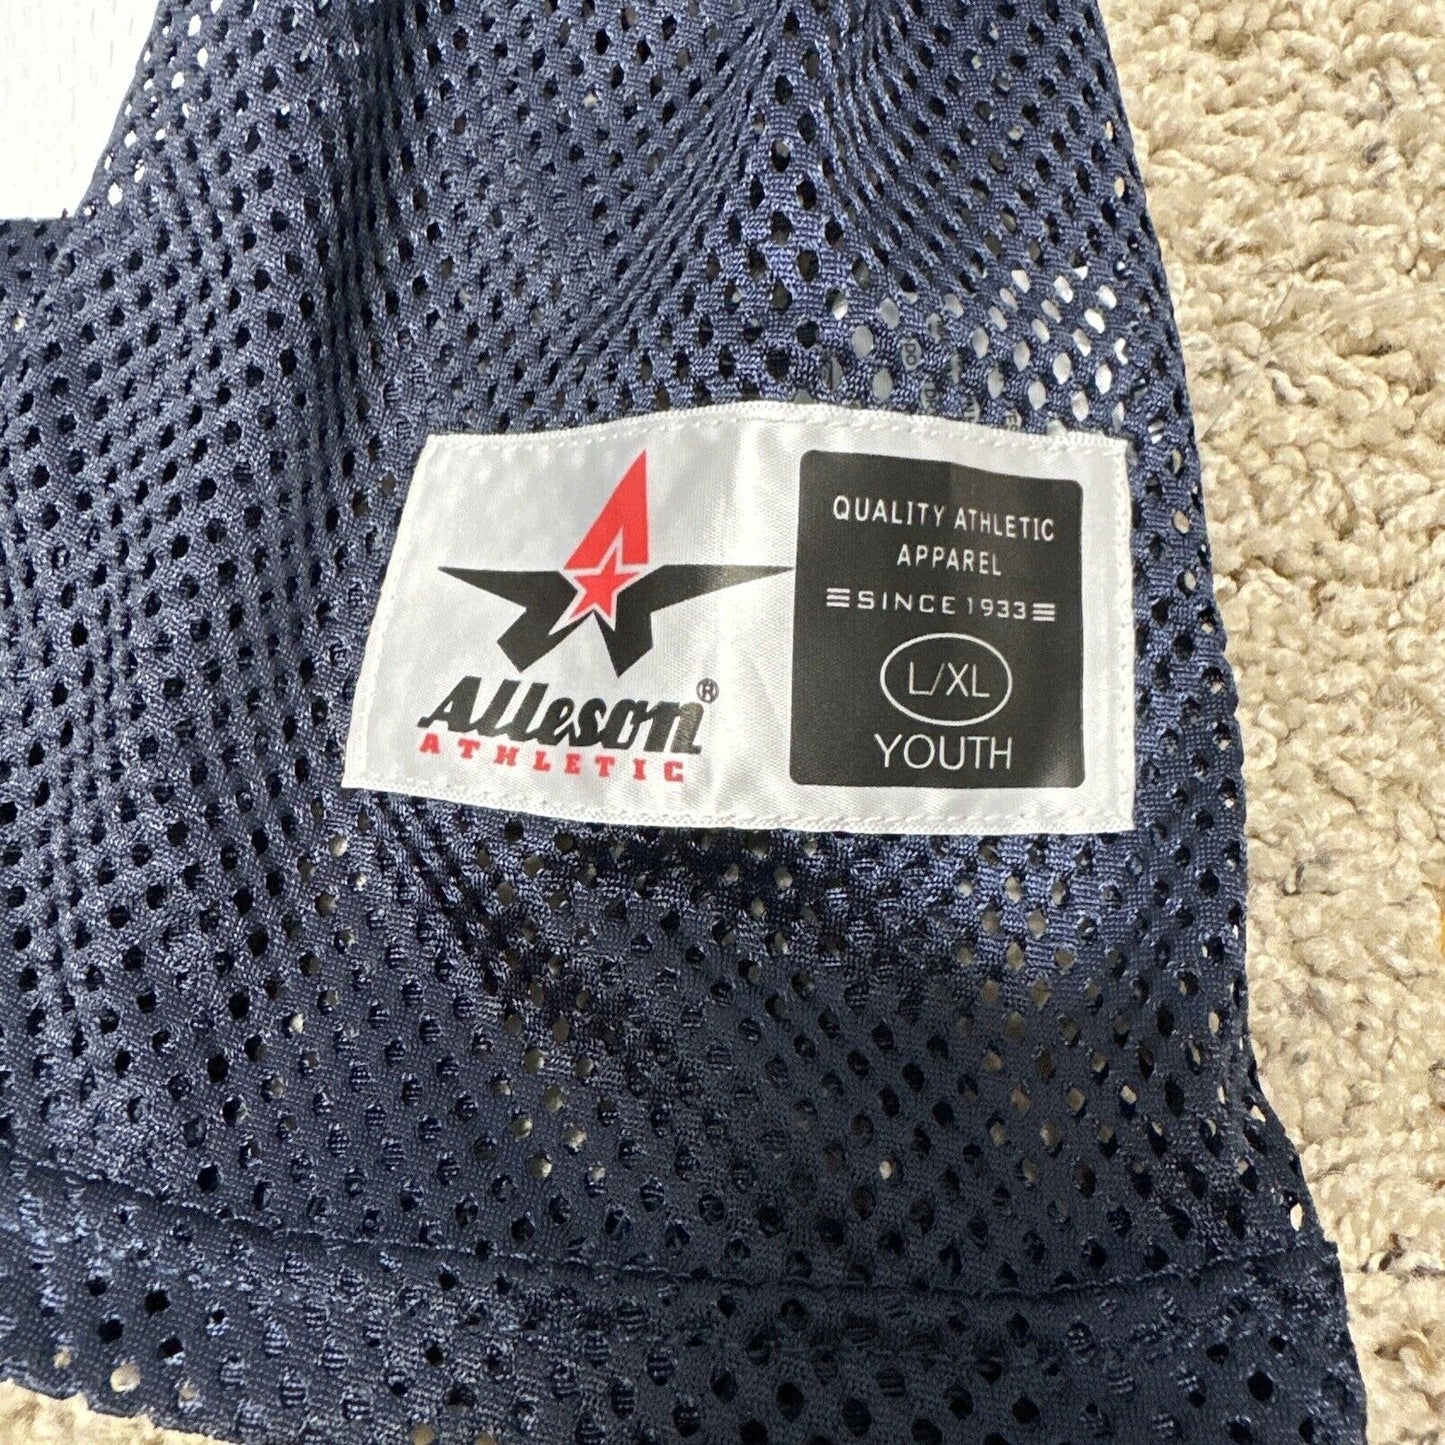 Alleson®
ATHLETIC
QUALITY ATHLETIC
APPAREL
SINCE 1933
L/XL
YOUTH